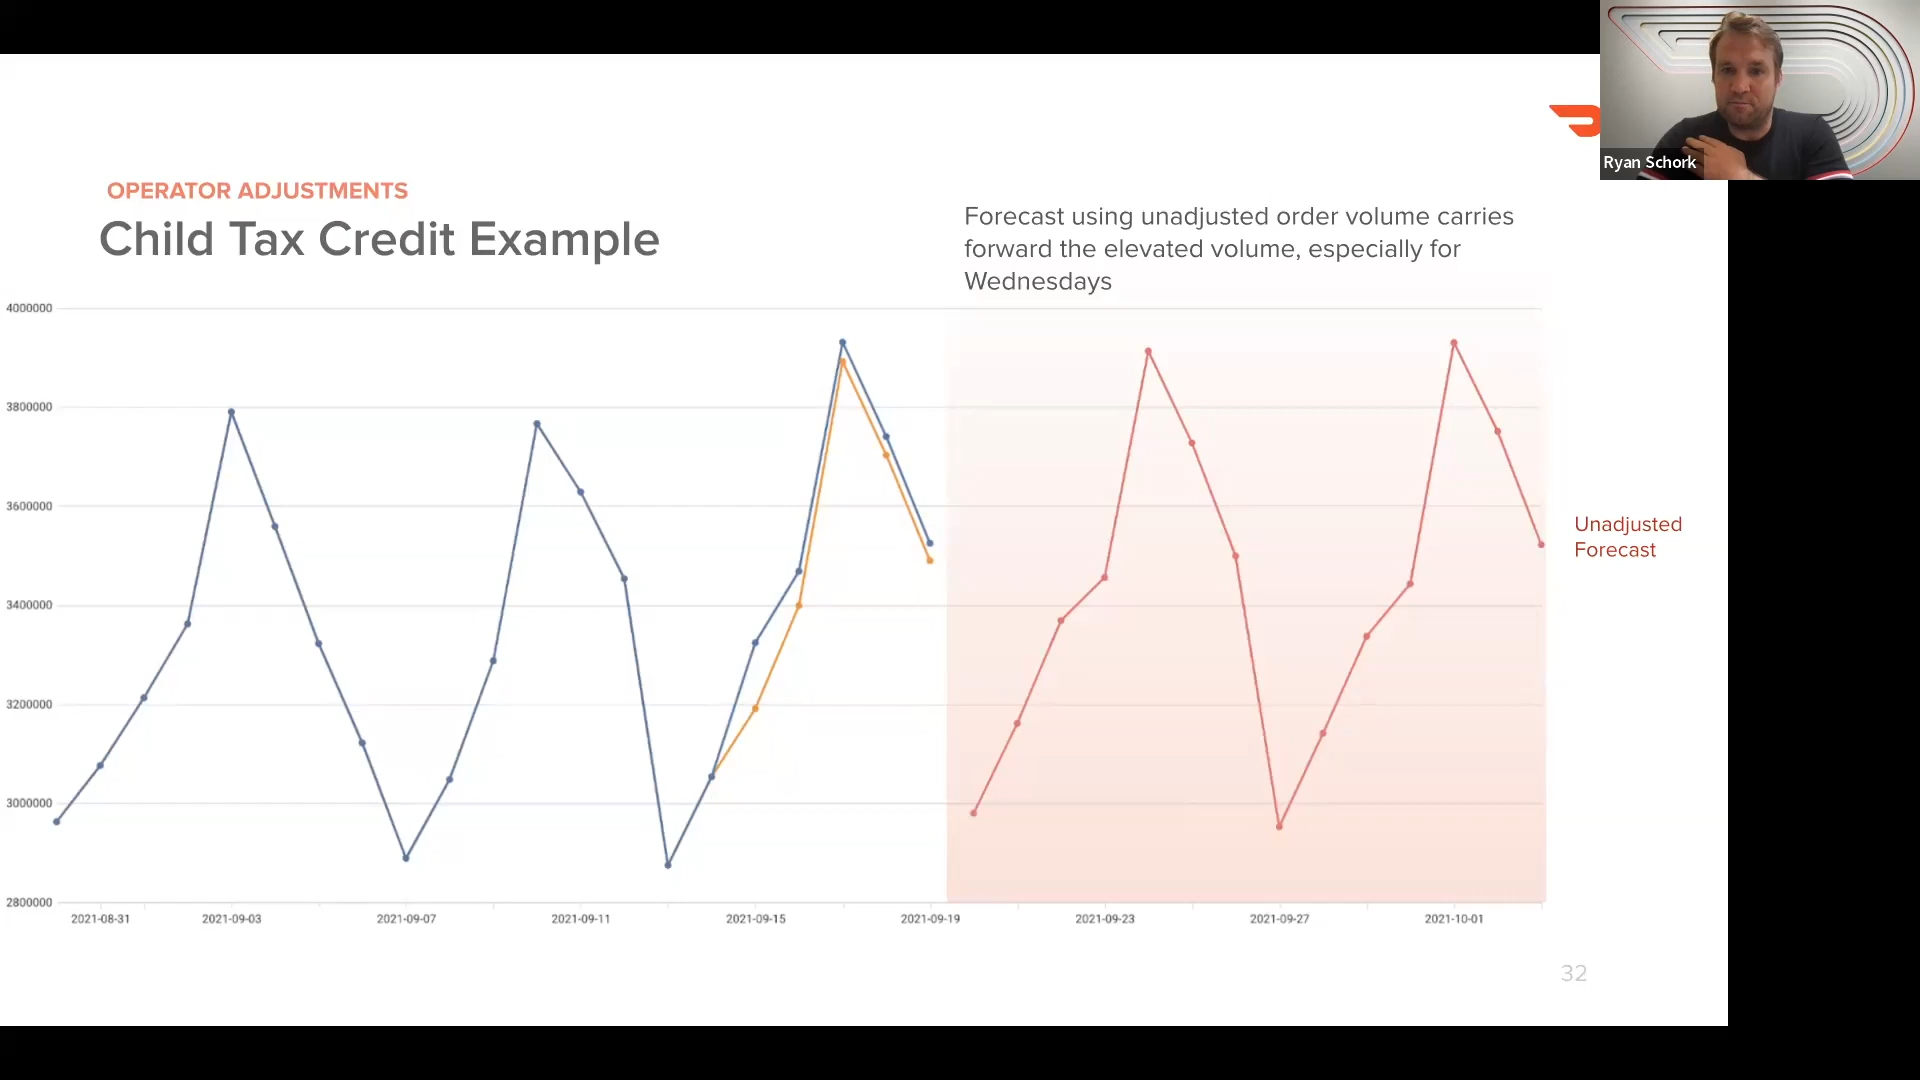 Ryan Schork
OPERATOR ADJUSTMENTS
Child Tax Credit Example
Forecast using unadjusted order volume carries
forward the elevated volume, especially for
Wednesdays
4000000
3800000
3600000
3400000
3200000
3000000
2800000
2021-08-31
2021-09-03
2021-09-07
2021-09-11
2021-09-15
2021-09-19
2021-09-23
2021-09-27
2021-10-01
Unadjusted
Forecast
32